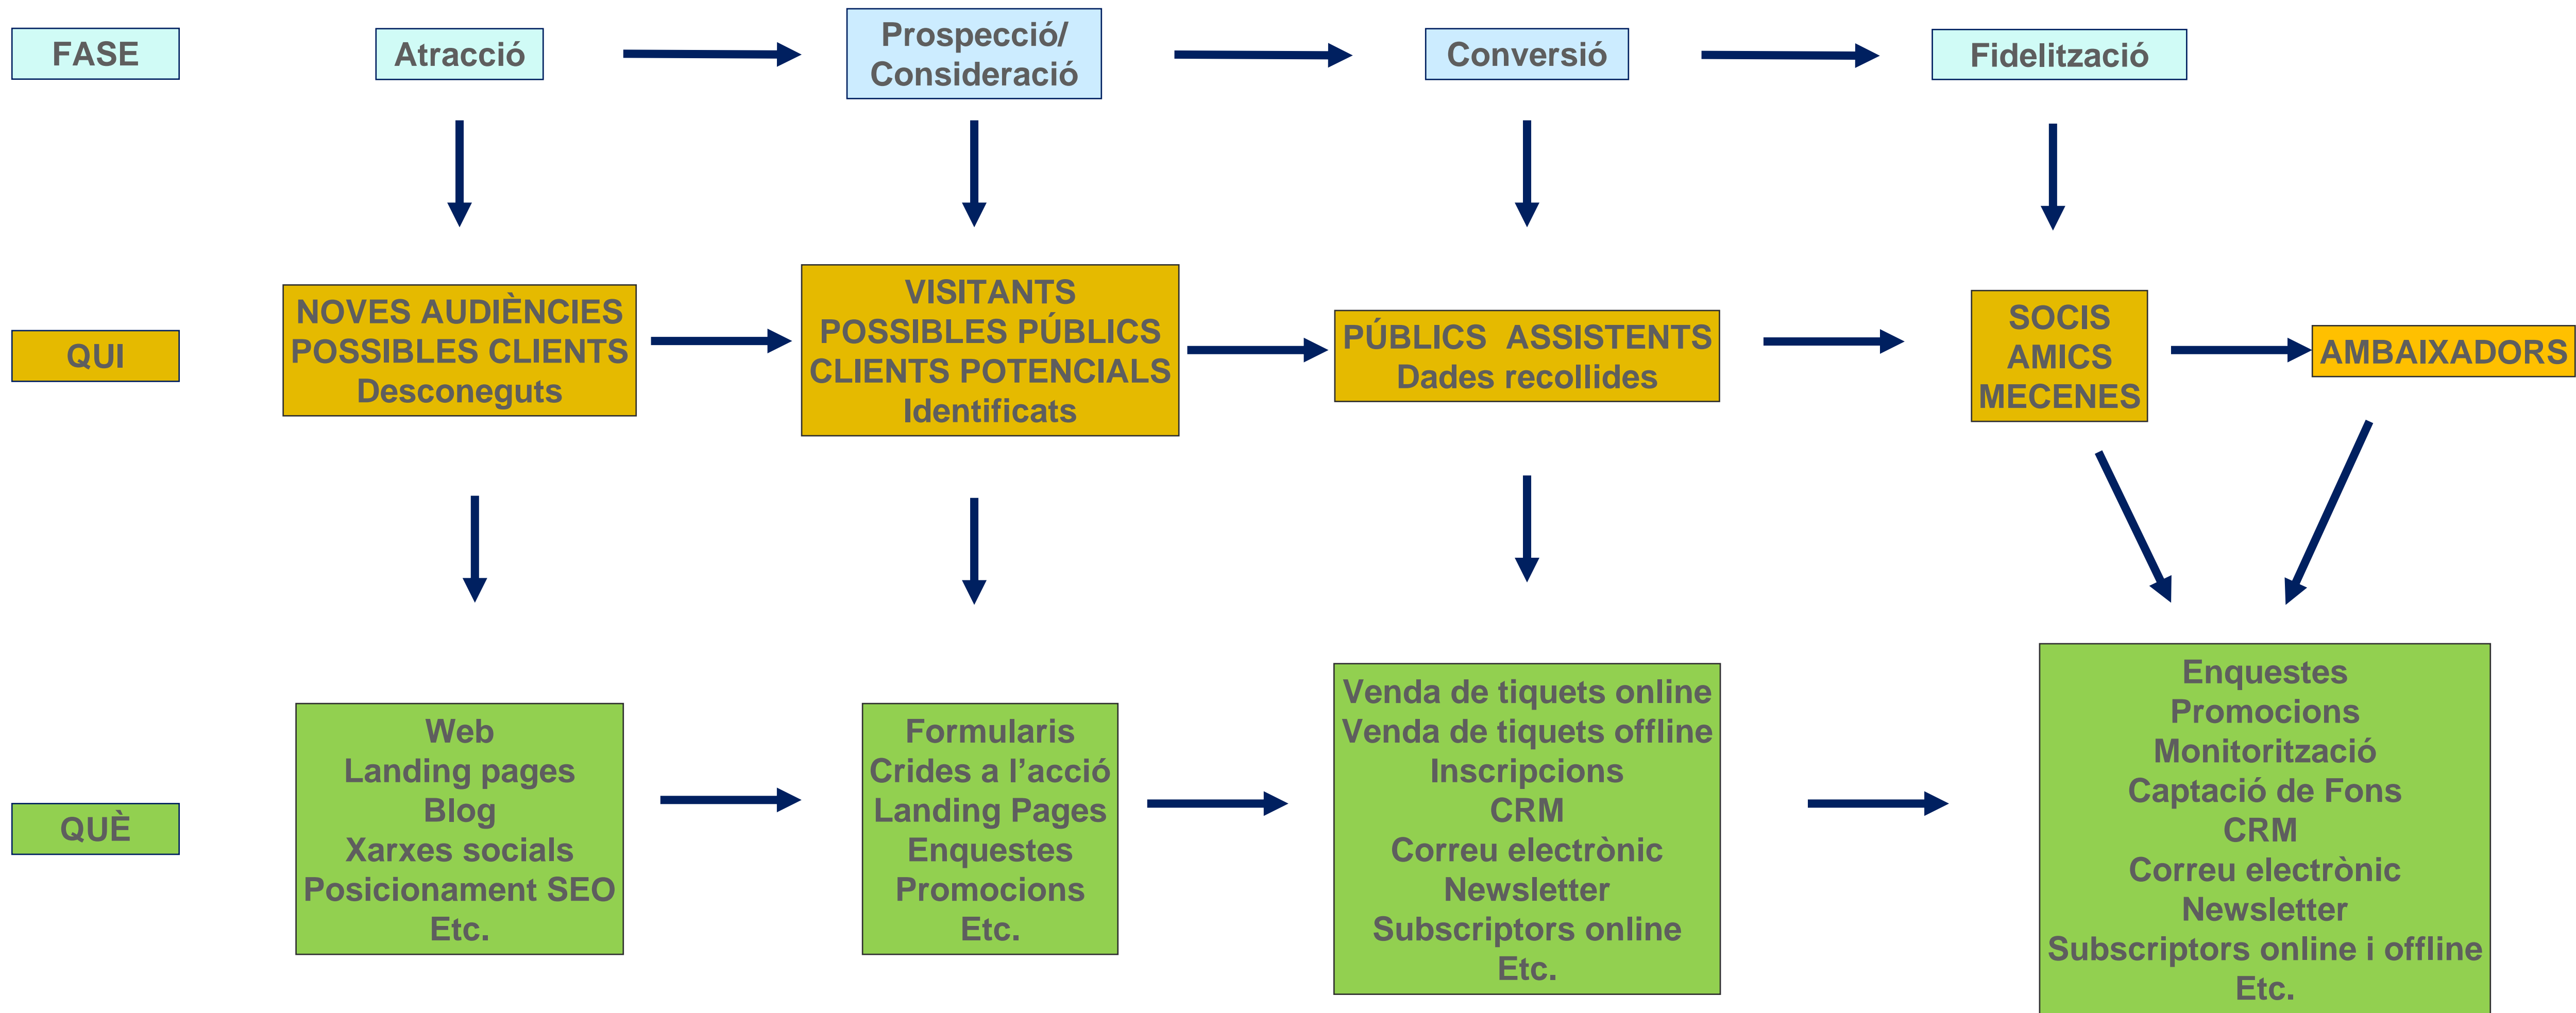 FASE
Atracció
Prospecció/
Consideració
Conversió
Fidelització
QUI
NOVES AUDIÈNCIES
POSSIBLES CLIENTS
Desconeguts
VISITANTS
POSSIBLES PÚBLICS
CLIENTS POTENCIALS
Identificats
PÚBLICS ASSISTENTS
Dades recollides
SOCIS
AMICS
MECENES
AMBAIXADORS
QUÈ
Web
Landing pages
Blog
Xarxes socials
Posicionament SEO
Etc.
Formularis
Crides a l’acció
Landing Pages
Enquestes
Promocions
Etc.
Venda de tiquets online
Venda de tiquets offline
Inscripcions
CRM
Correu electrònic
Newsletter
Subscriptors online
Etc.
Enquestes
Promocions
Monitorització
Captació de Fons
CRM
Correu electrònic
Newsletter
Subscriptors online i offline
Etc.